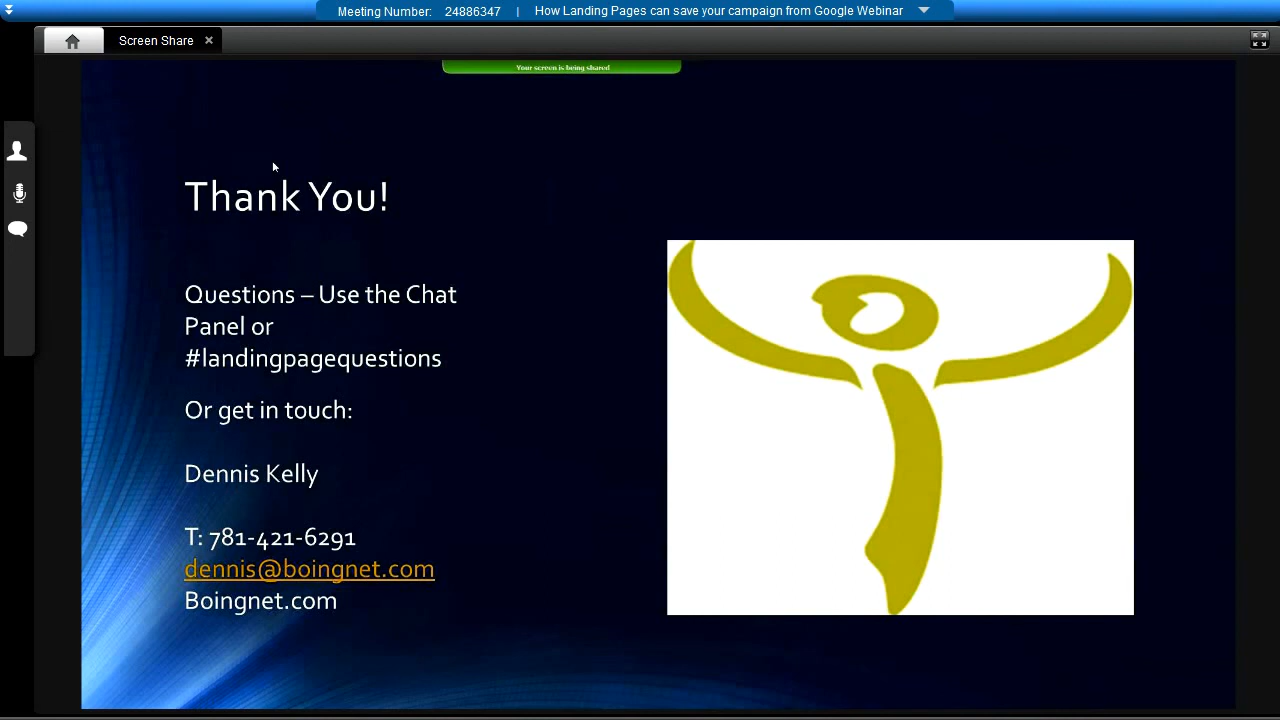 Meeting Number: 24886347 | How Landing Pages can save your campaign from Google Webinar
Screen Share
Your screen is being shared
Thank You!
Questions – Use the Chat
Panel or
#landingpagequestions
Or get in touch:
Dennis Kelly
T: 781-421-6291
dennis@boingnet.com
Boingnet.com